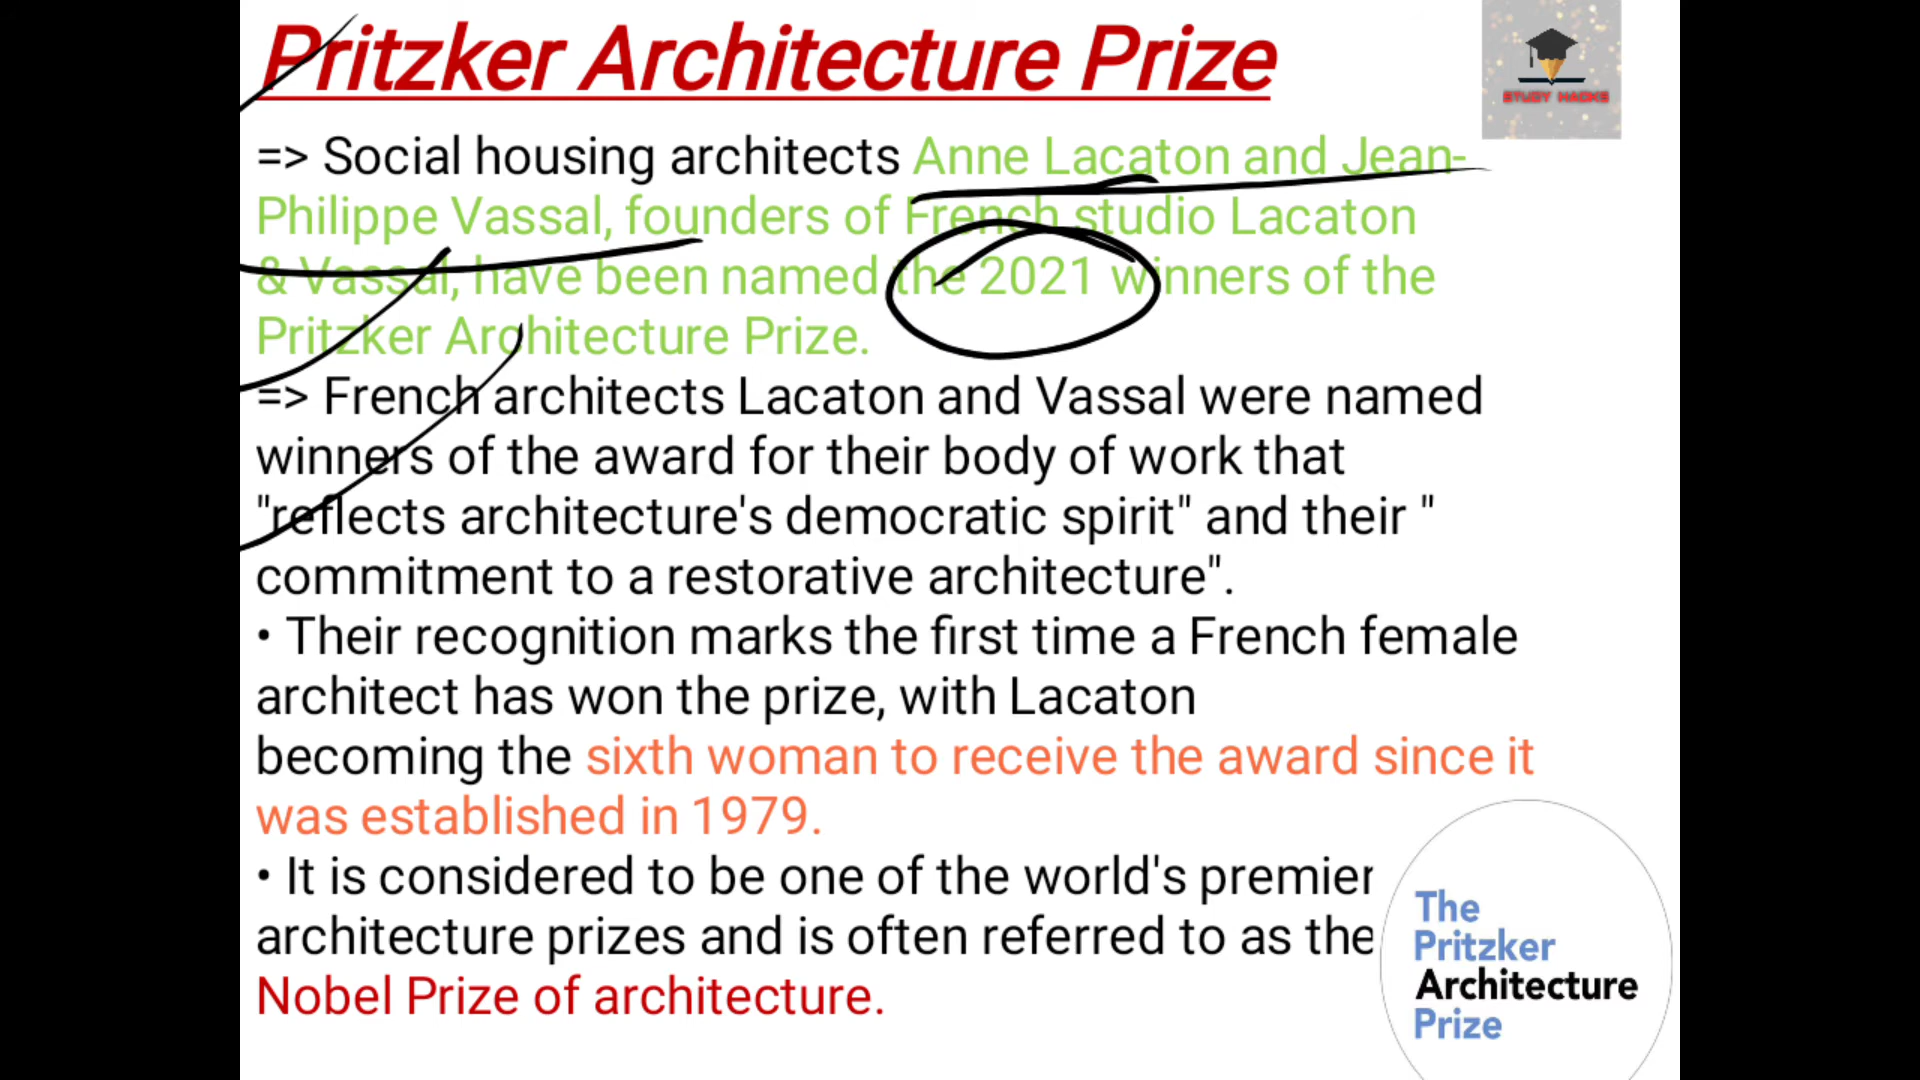 Pritzker Architecture Prize
STUDY HACKS
=> Social housing architects Anne Lacaton and Jean-
Philippe Vassal, founders of French studio Lacaton
& Vassal, have been named the 2021 winners of the
Pritzker Architecture Prize.
=> French architects Lacaton and Vassal were named
winners of the award for their body of work that
"reflects architecture's democratic spirit" and their "
commitment to a restorative architecture".
• Their recognition marks the first time a French female
architect has won the prize, with Lacaton
becoming the sixth woman to receive the award since it
was established in 1979.
• It is considered to be one of the world's premier
architecture prizes and is often referred to as the
Nobel Prize of architecture.
The
Pritzker
Architecture
Prize